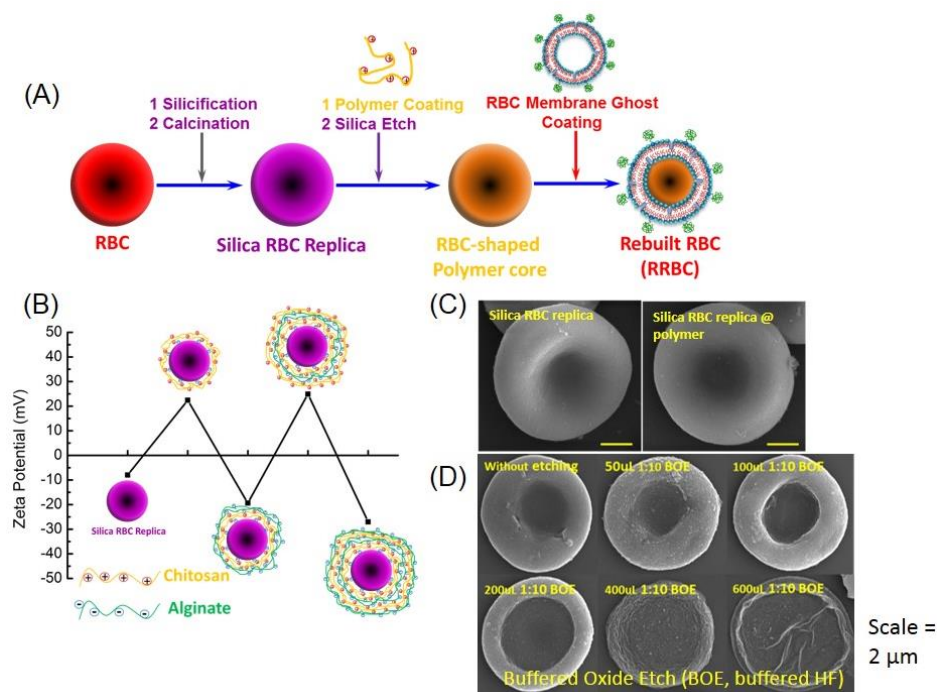 (A)
1 Silicification
2 Calcination
1 Polymer Coating
2 Silica Etch
RBC Membrane Ghost
Coating
RBC
Silica RBC Replica
RBC-shaped
Polymer core
Rebuilt RBC
(RRBC)
(B)
Zeta Potential (mV)
50
40
30
20
10
0
-10
-20
-30
-40
-50
Silica RBC Replica
Chitosan
Alginate
(C)
Silica RBC replica
Silica RBC replica @
polymer
(D)
Without etching
50uL 1:10 BOE
100uL 1:10 BOE
200uL 1:10 BOE
400uL 1:10 BOE
600uL 1:10 BOE
Buffered Oxide Etch (BOE, buffered HF)
Scale =
2 μm